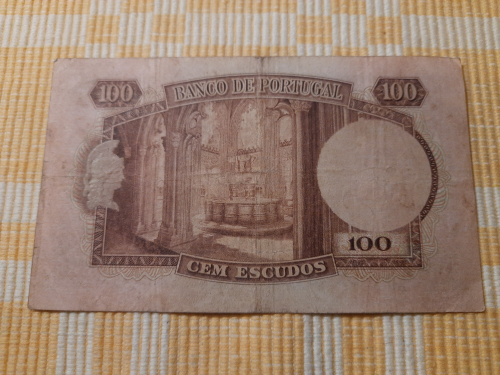 100 BANCO DE PORTUGAL 100
100
CEM ESCUDOS